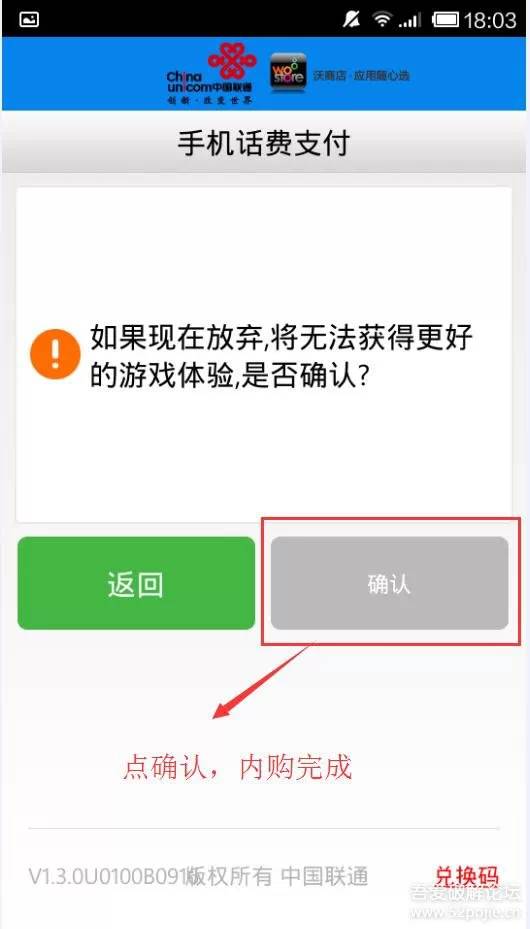 18:03
China
unicom中国联通
创新·改变世界
wo
store
沃商店·应用随心选
手机话费支付
如果现在放弃,将无法获得更好
的游戏体验,是否确认?
返回
确认
点确认，内购完成
V1.3.0U0100B091版权所有 中国联通
兑换码
吾爱破解论坛
www.52pojie.cn